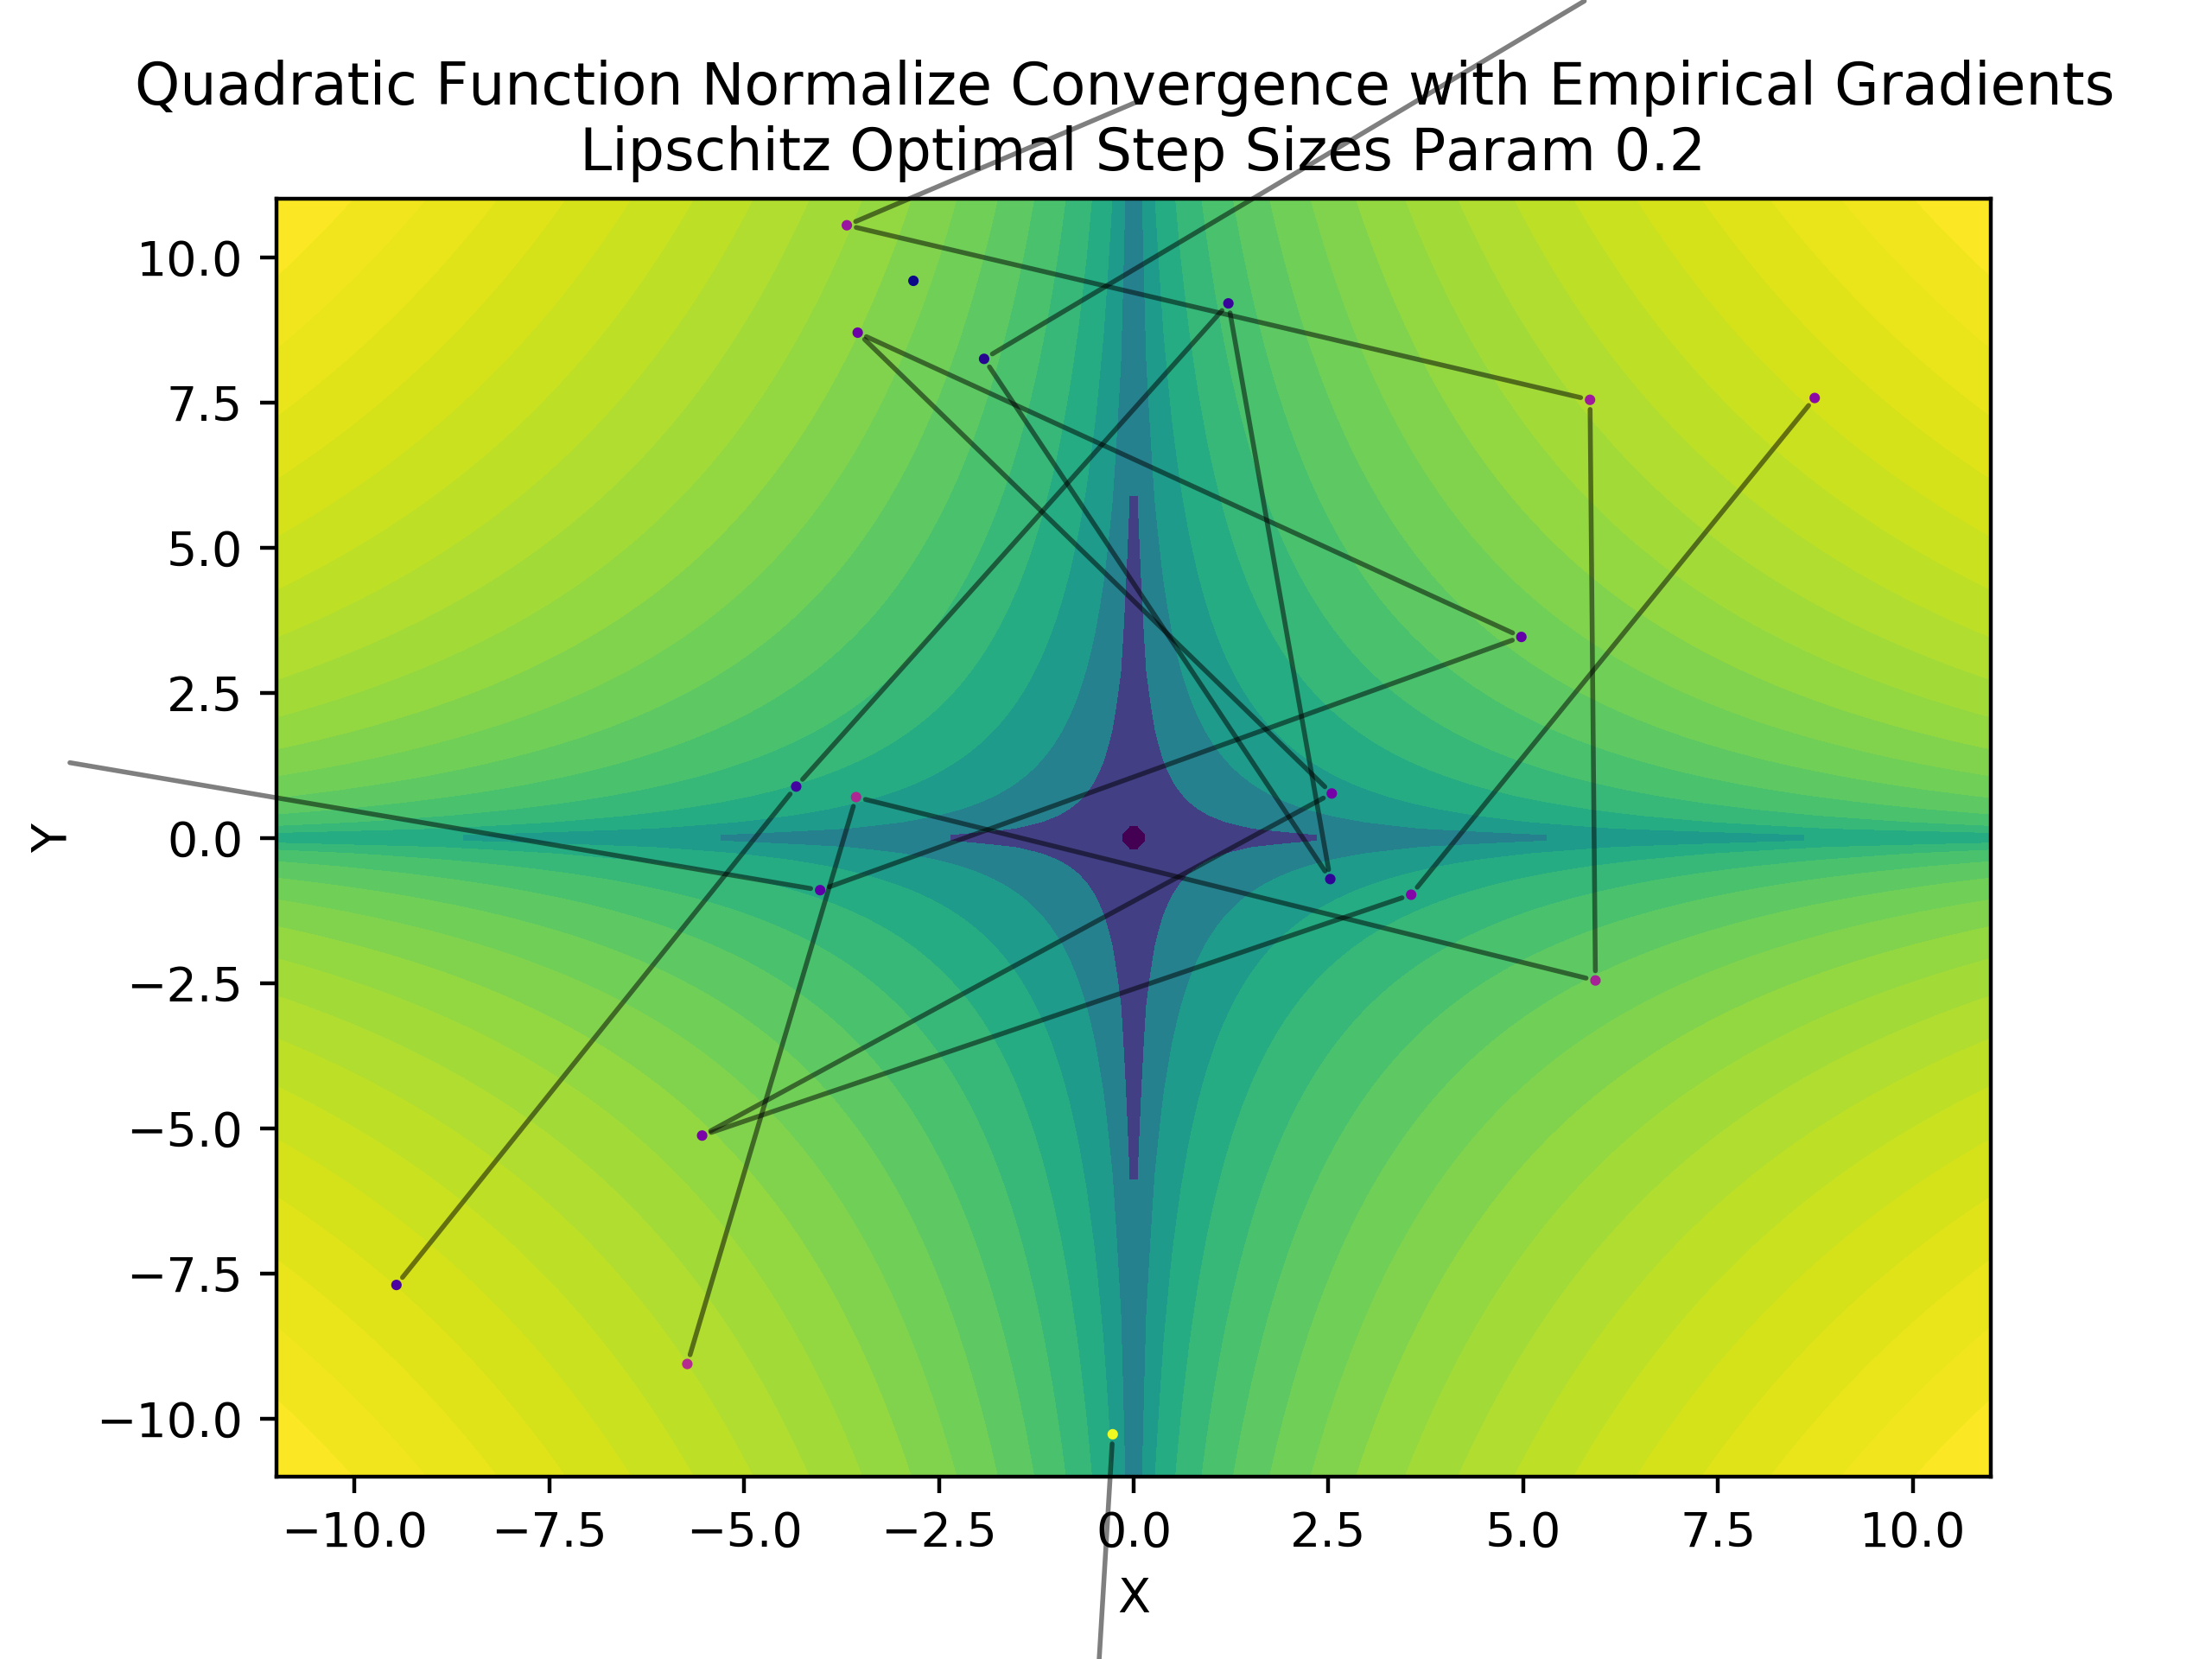 Quadratic Function Normalize Convergence with Empirical Gradients
Lipschitz Optimal Step Sizes Param 0.2
10.0
7.5
5.0
2.5
0.0
−2.5
−5.0
−7.5
−10.0
Y
−10.0 −7.5 −5.0 −2.5 0.0 2.5 5.0 7.5 10.0
X